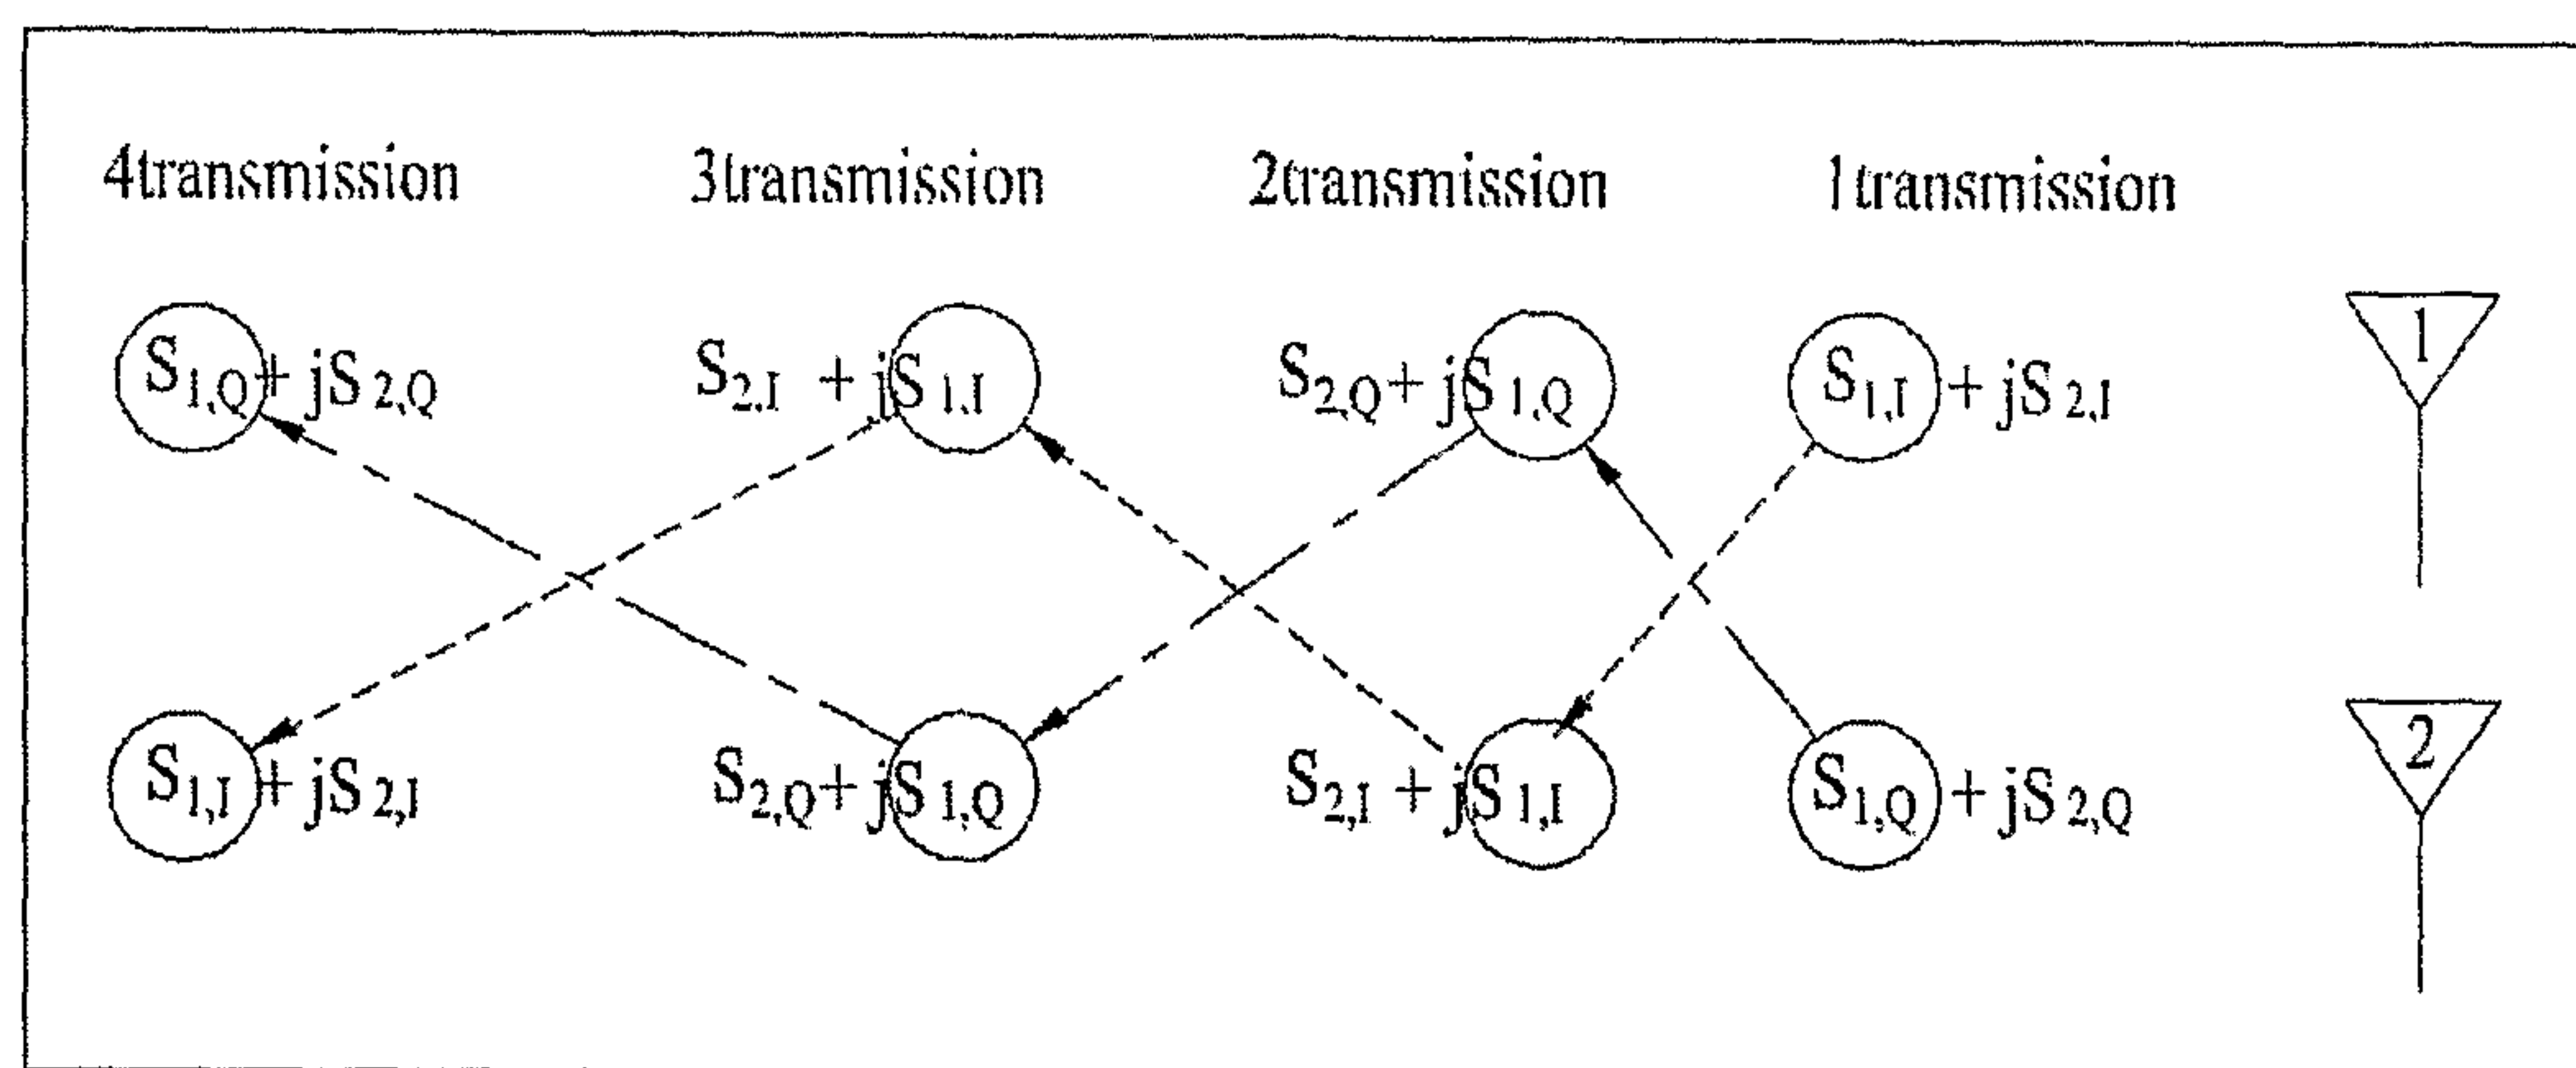 4transmission 3transmission 2transmission 1transmission
S1,Q + jS2,Q S2,I + jS1,I S2,Q + jS1,Q S1,I + jS2,I 1
S1,I + jS2,I S2,Q + jS1,Q S2,I + jS1,I S1,Q + jS2,Q 2